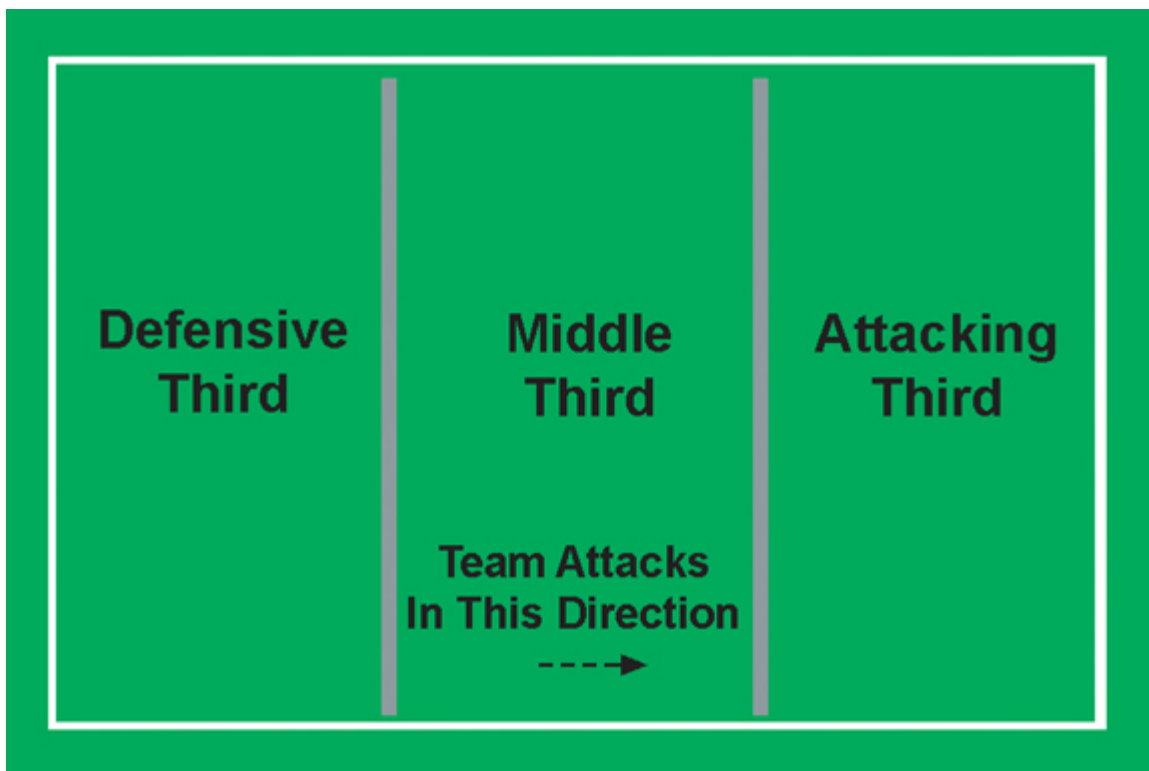 Defensive
Third
Middle
Third
Attacking
Third
Team Attacks
In This Direction